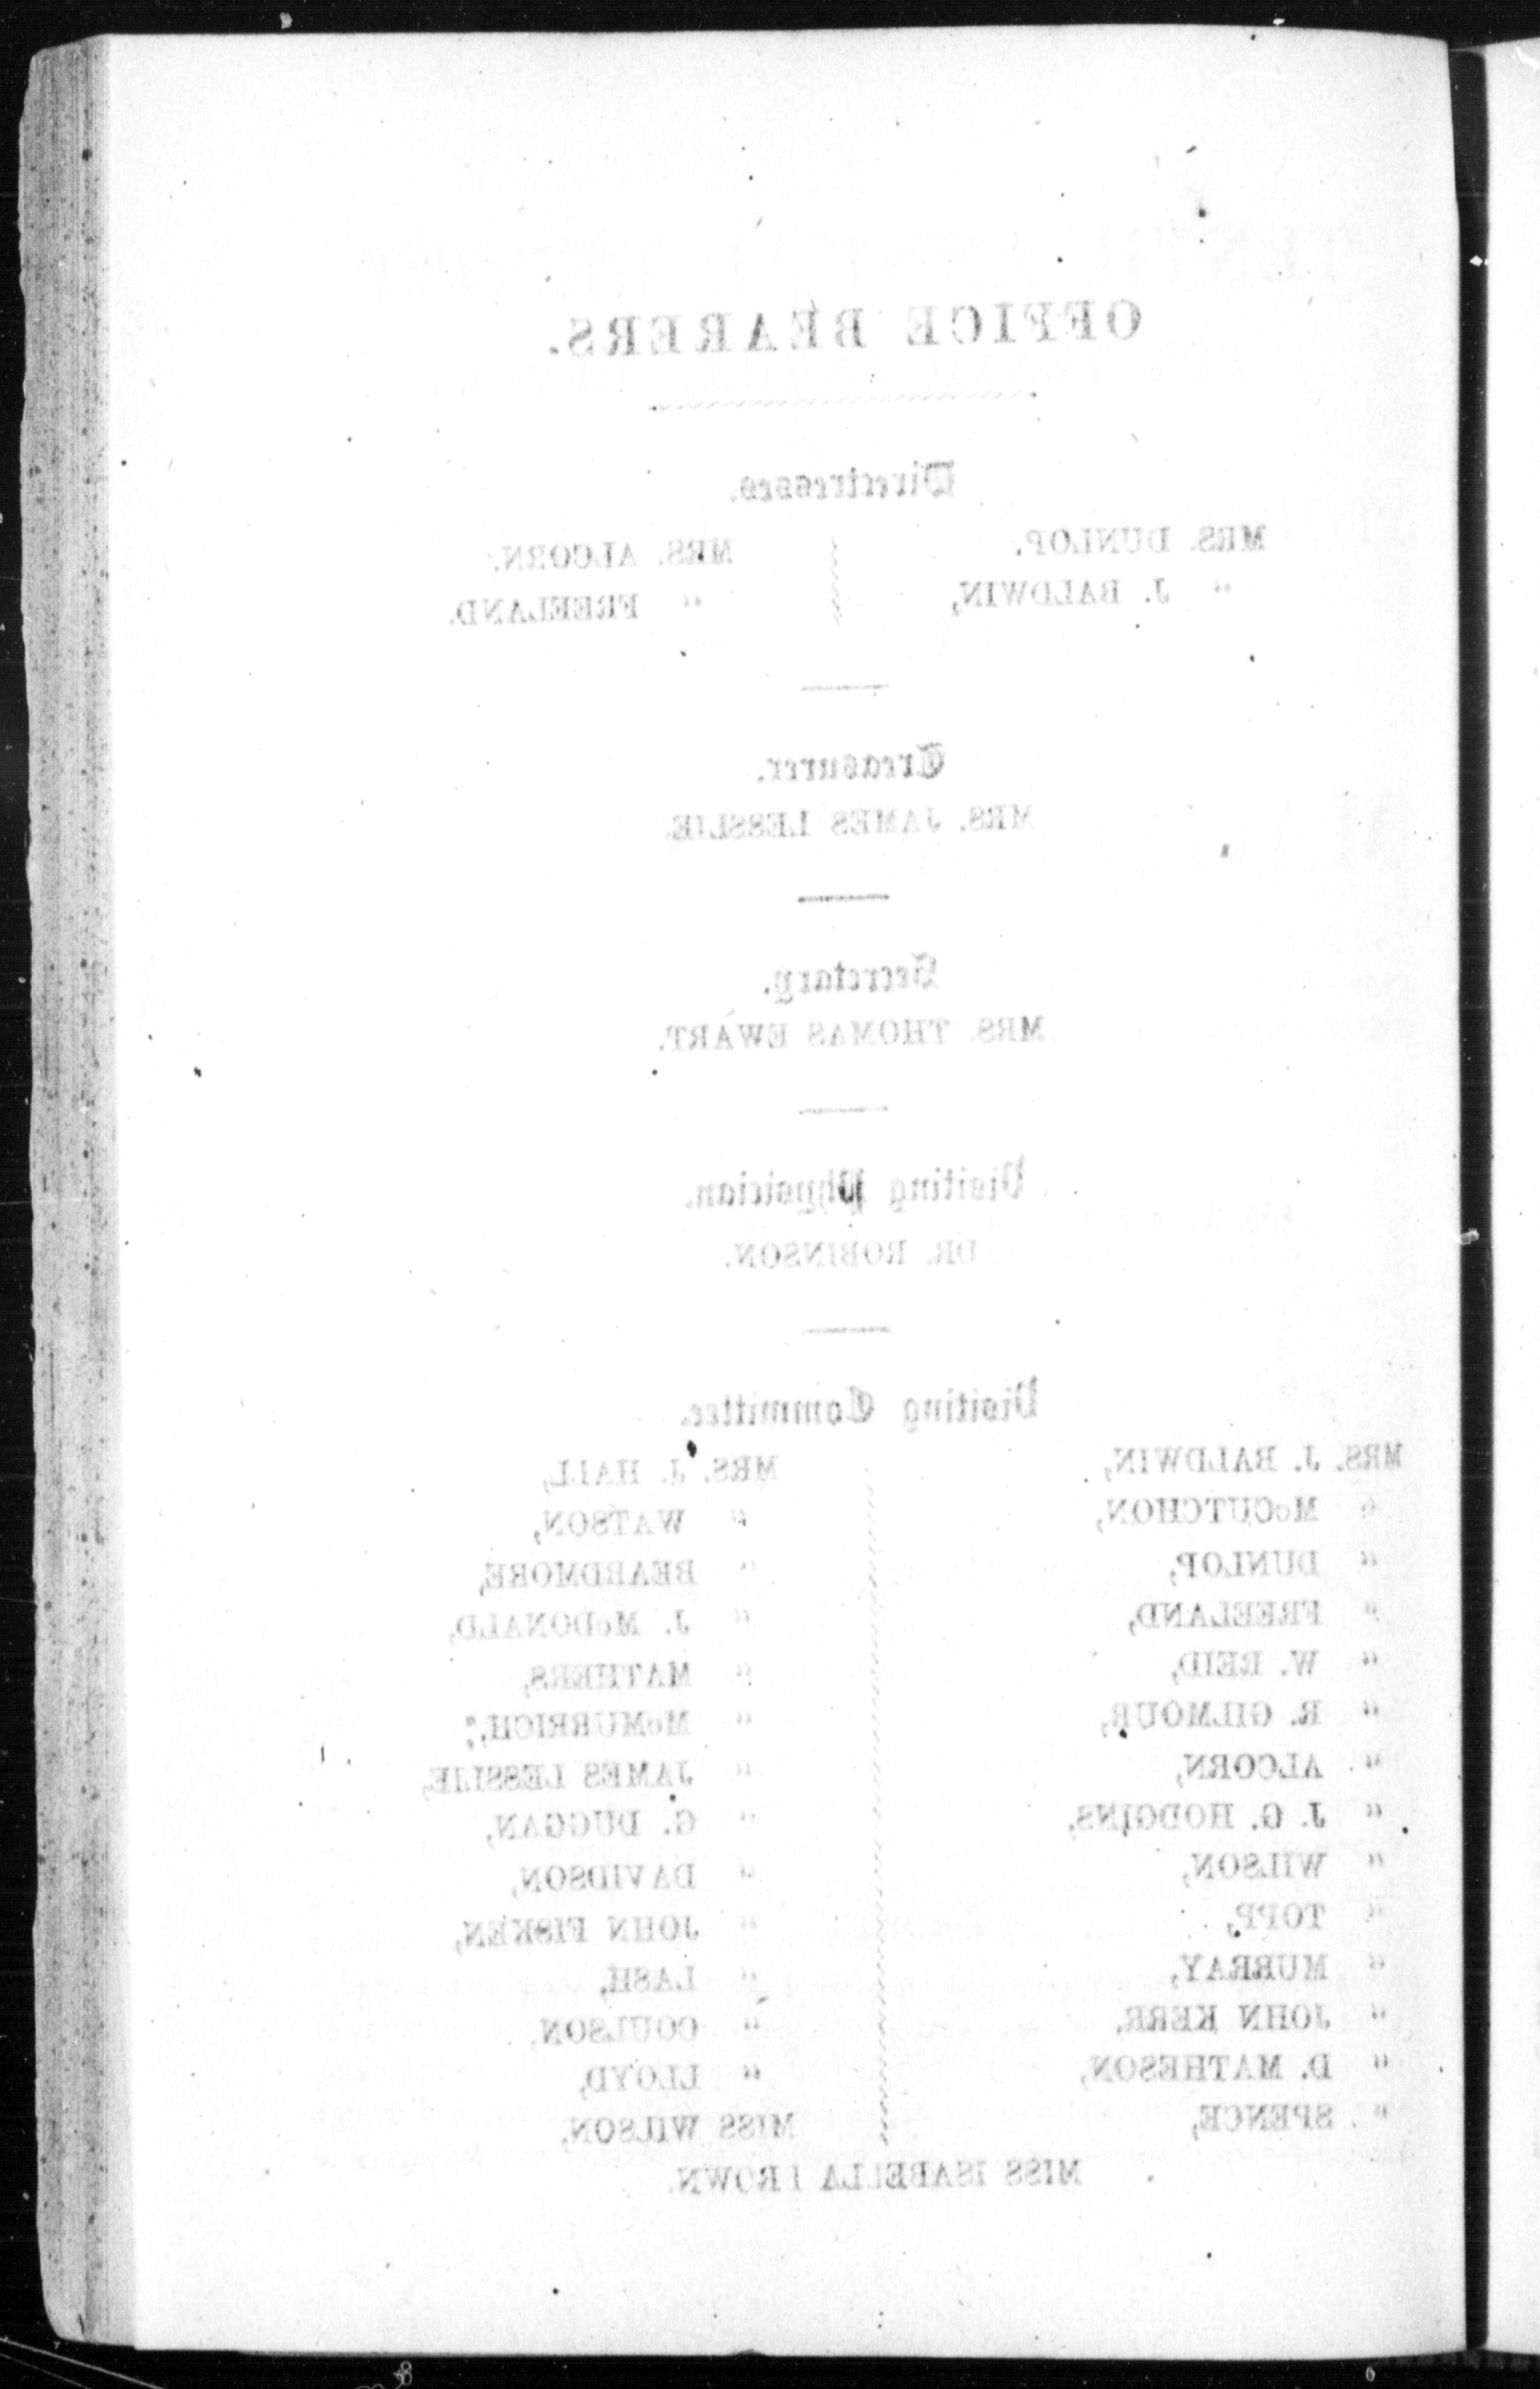 OFFICE BEARERS.
Directresses.
MRS. DUNLOP, MRS. ALCORN.
" J. BALDWIN, " FREELAND.
Treasurer.
MRS. JAMES LESSLIE.
Secretary.
MRS. THOMAS EWART.
Visiting Physician.
DR. ROBINSON.
Visiting Committee.
MRS. J. BALDWIN, MRS. J. HALL,
" McCUTCHON, " WATSON,
" DUNLOP, " BEARDMORE,
" FREELAND, " J. McDONALD,
" W. REID, " MATHERS,
" R. GILMOUR, " McMURRICH,
" ALCORN, " JAMES LESSLIE,
" J. G. HODGINS, " G. DUGGAN,
" WILSON, " DAVIDSON,
" TOPP, " JOHN FISKEN,
" MURRAY, " LASH,
" JOHN KERR, " COULSON,
" D. MATHESON, " LLOYD,
" SPENCE, MISS WILSON,
MISS ISABELLA BROWN.